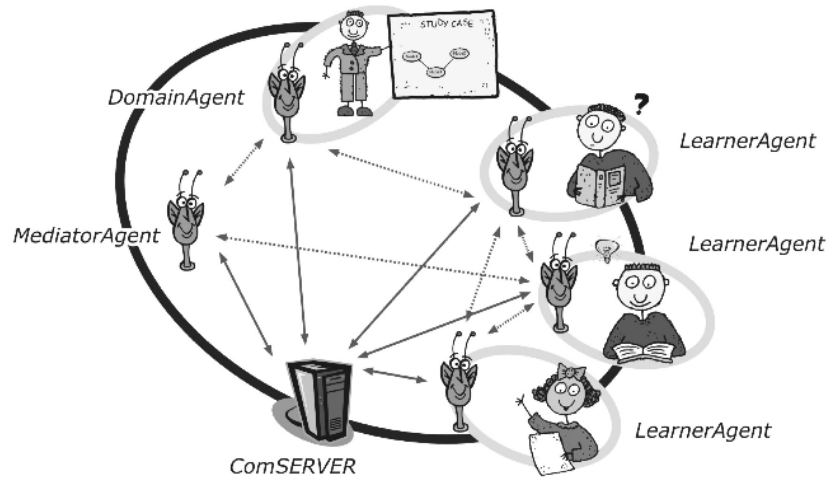 STUDY CASE
DomainAgent
?
LearnerAgent
MediatorAgent
LearnerAgent
LearnerAgent
ComSERVER